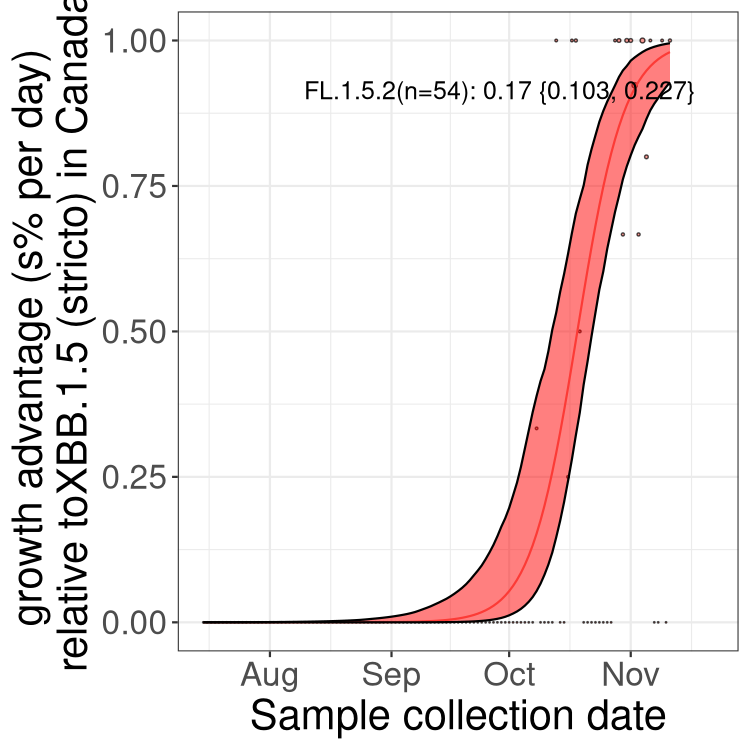 growth advantage (s% per day)
relative toXBB.1.5 (stricto) in Canada
1.00
0.75
0.50
0.25
0.00
FL.1.5.2(n=54): 0.17 {0.103, 0.227}
Aug Sep Oct Nov
Sample collection date